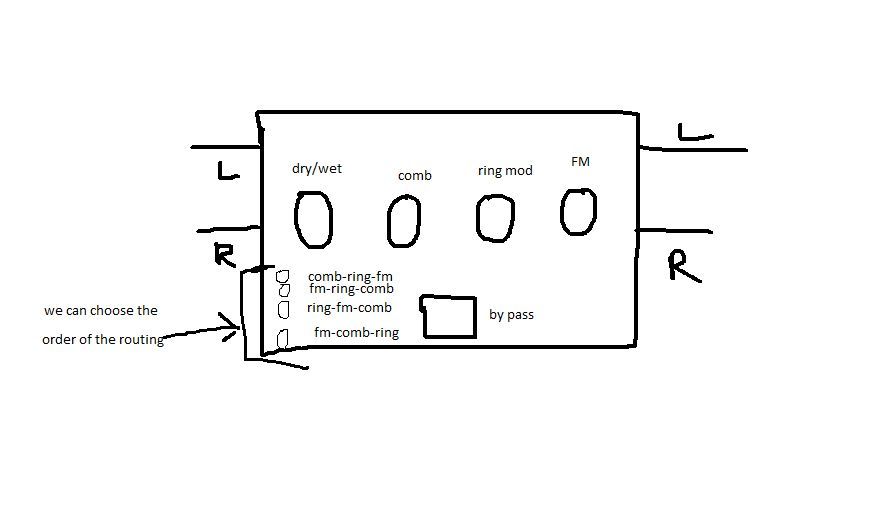 L
L
dry/wet
comb
ring mod
FM
R
R
comb-ring-fm
fm-ring-comb
ring-fm-comb
fm-comb-ring
by pass
we can choose the
order of the routing